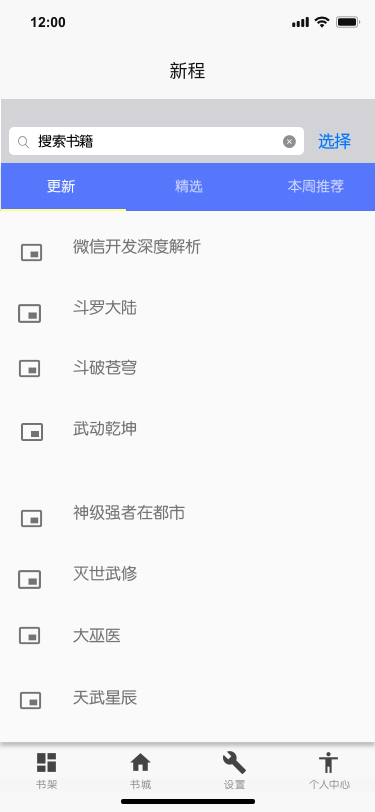 12:00
新程
搜索书籍
选择
更新
精选
本周推荐
微信开发深度解析
斗罗大陆
斗破苍穹
武动乾坤
神级强者在都市
灭世武修
大巫医
天武星辰
书架
书城
设置
个人中心